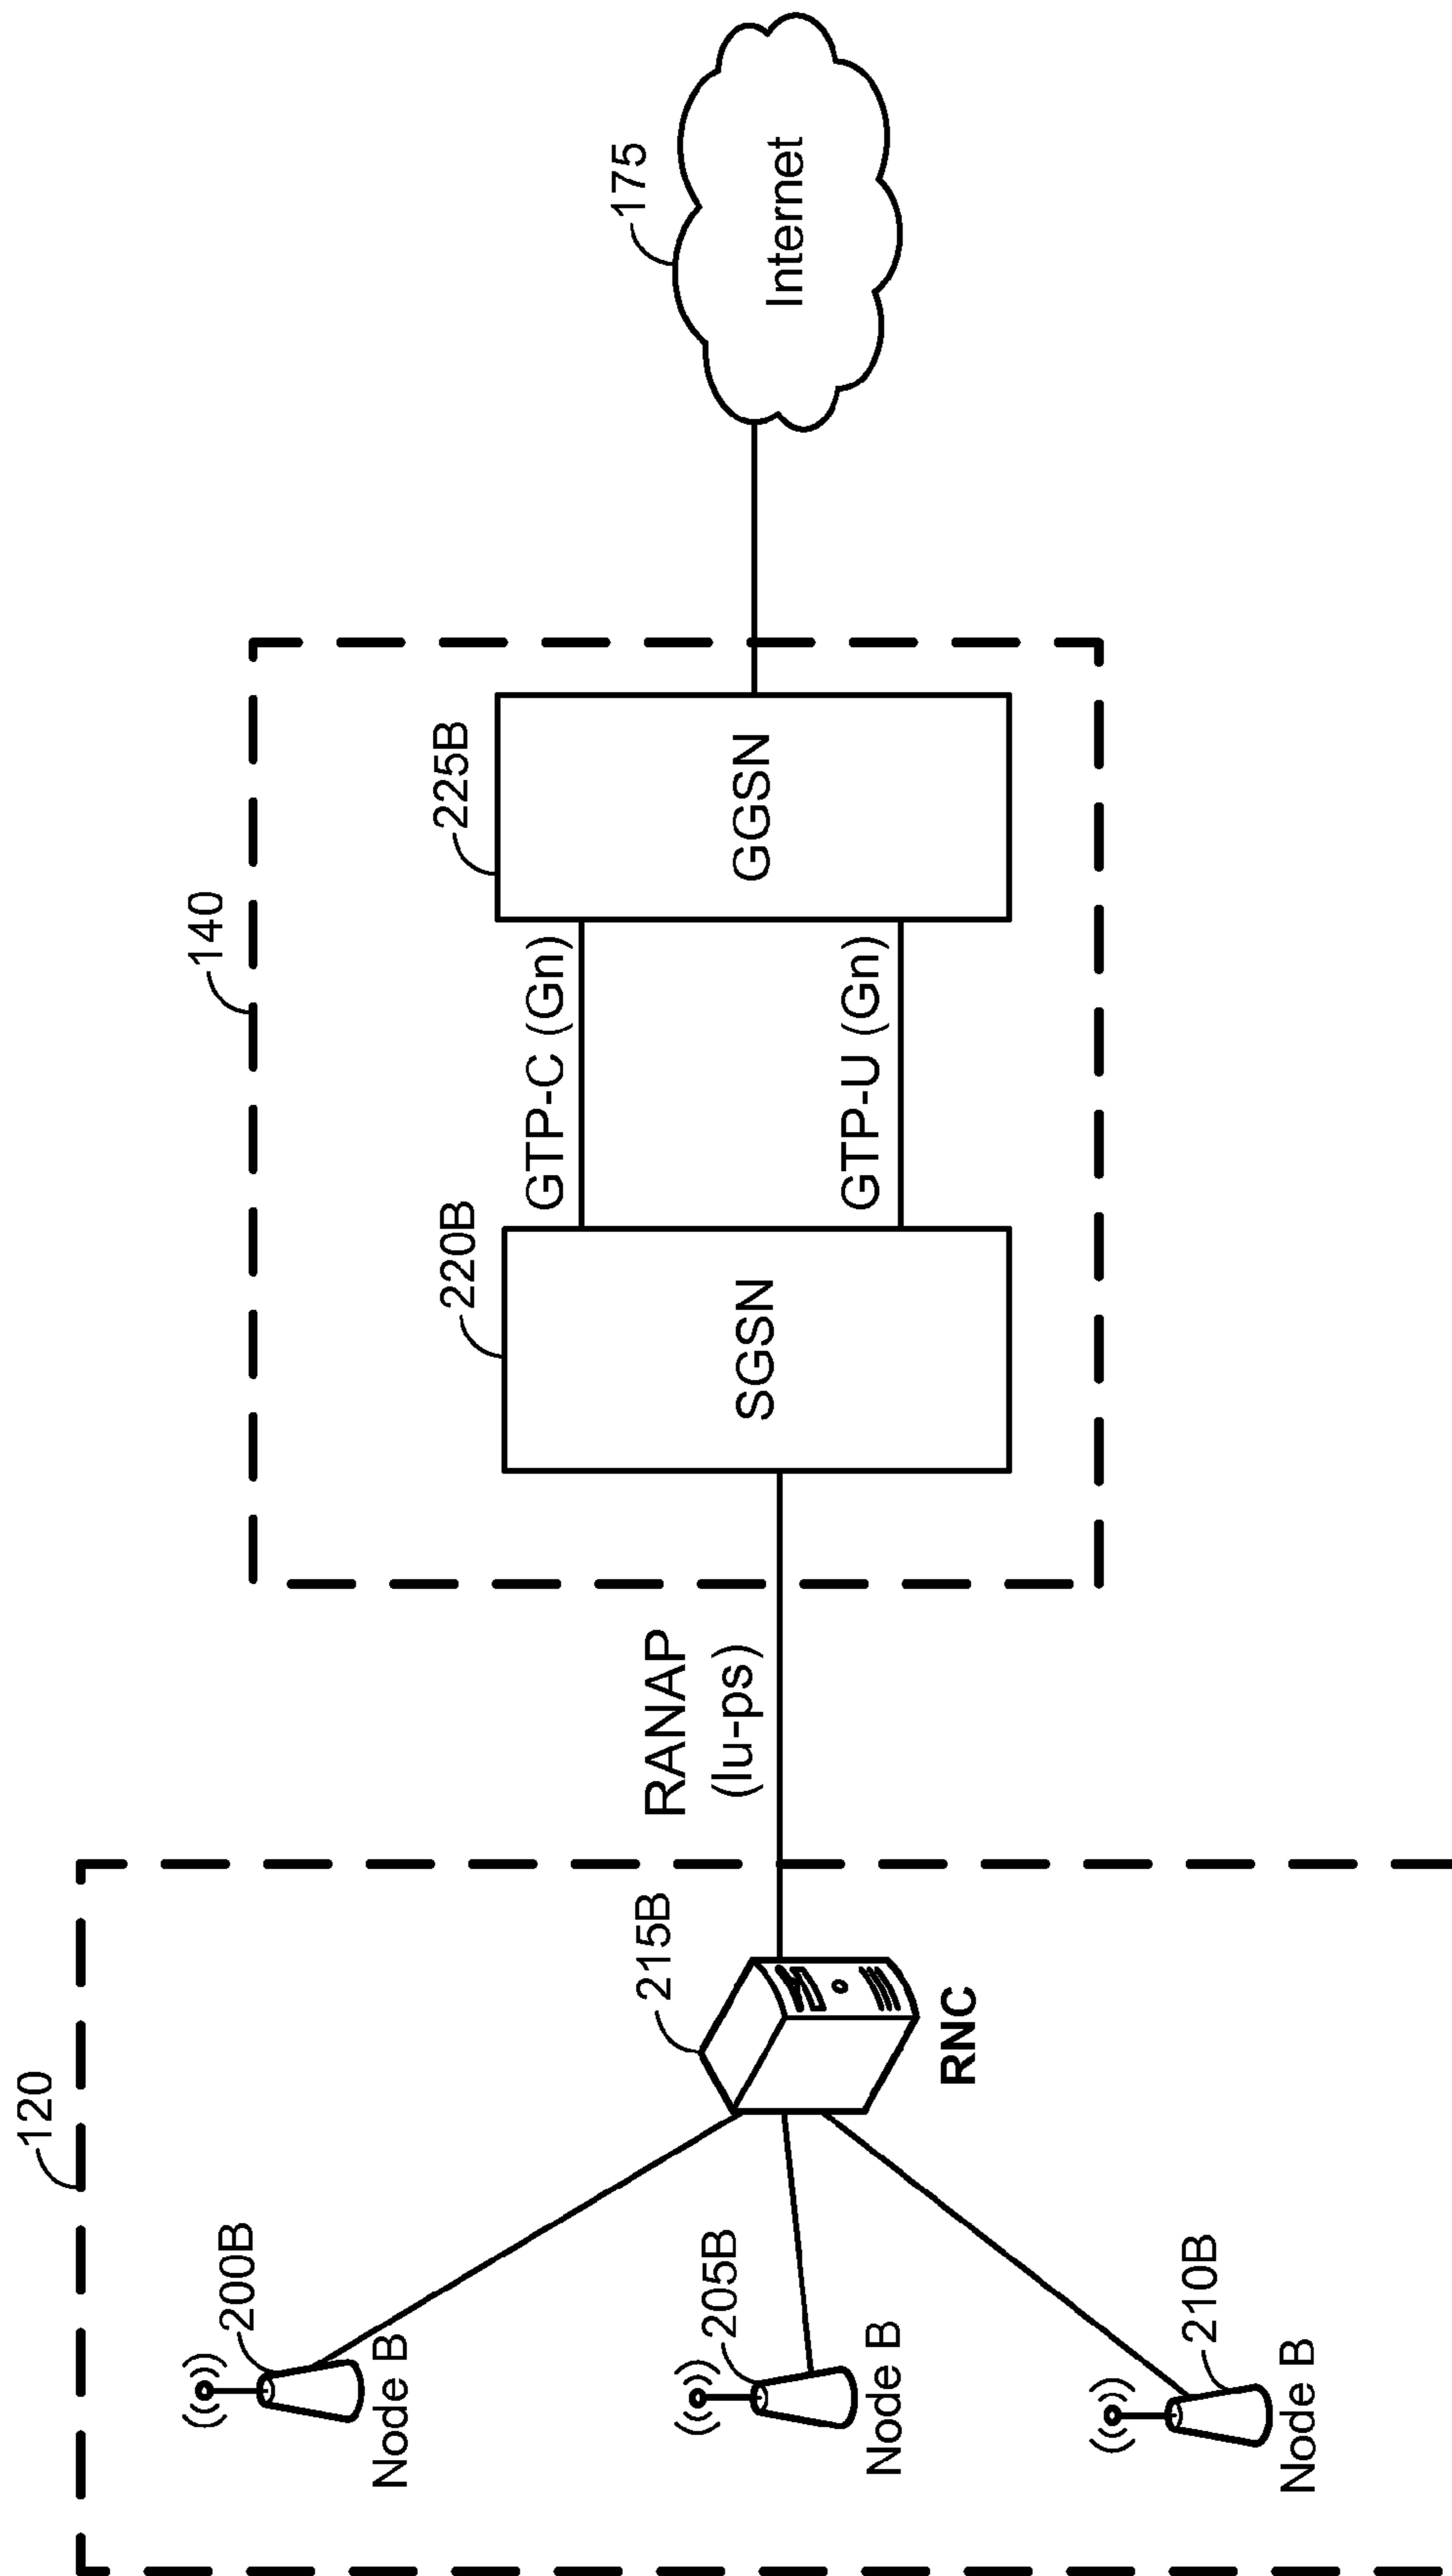 120
140
175
200B
Node B
205B
Node B
210B
Node B
215B
RNC
RANAP
(Iu-ps)
220B
SGSN
GTP-C (Gn)
GTP-U (Gn)
225B
GGSN
Internet